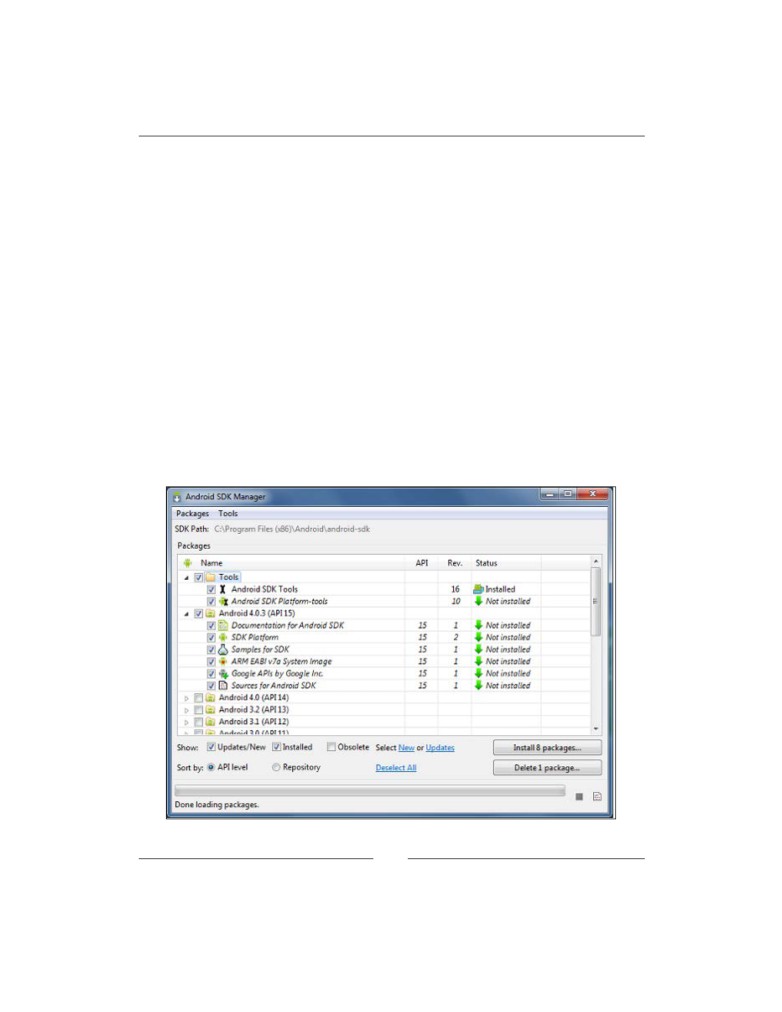 Android SDK Manager
Packages Tools
SDK Path: C:\Program Files (x86)\Android\android-sdk
Packages
Name API Rev. Status
Tools
Android SDK Tools 16 Installed
Android SDK Platform-tools 10 Not installed
Android 4.0.3 (API 15)
Documentation for Android SDK 15 1 Not installed
SDK Platform 15 2 Not installed
Samples for SDK 15 1 Not installed
ARM EABI v7a System Image 15 1 Not installed
Google APIs by Google Inc. 15 1 Not installed
Sources for Android SDK 15 1 Not installed
Android 4.0 (API 14)
Android 3.2 (API 13)
Android 3.1 (API 12)
Android 3.0 (API 11)
Show: Updates/New Installed Obsolete Select New or Updates Install 8 packages...
Sort by: API level Repository Deselect All Delete 1 package...
Done loading packages.